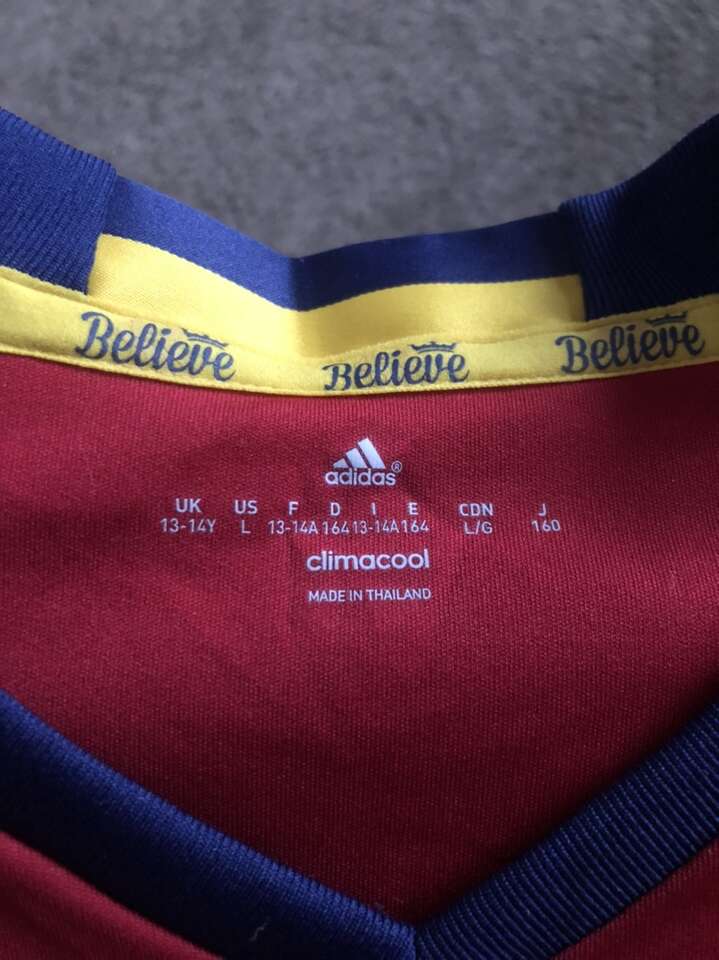 Believe Believe Believe
adidas®
UK US F D I E CDN J
13-14Y L 13-14A 164 13-14A 164 L/G 160
climacool
MADE IN THAILAND